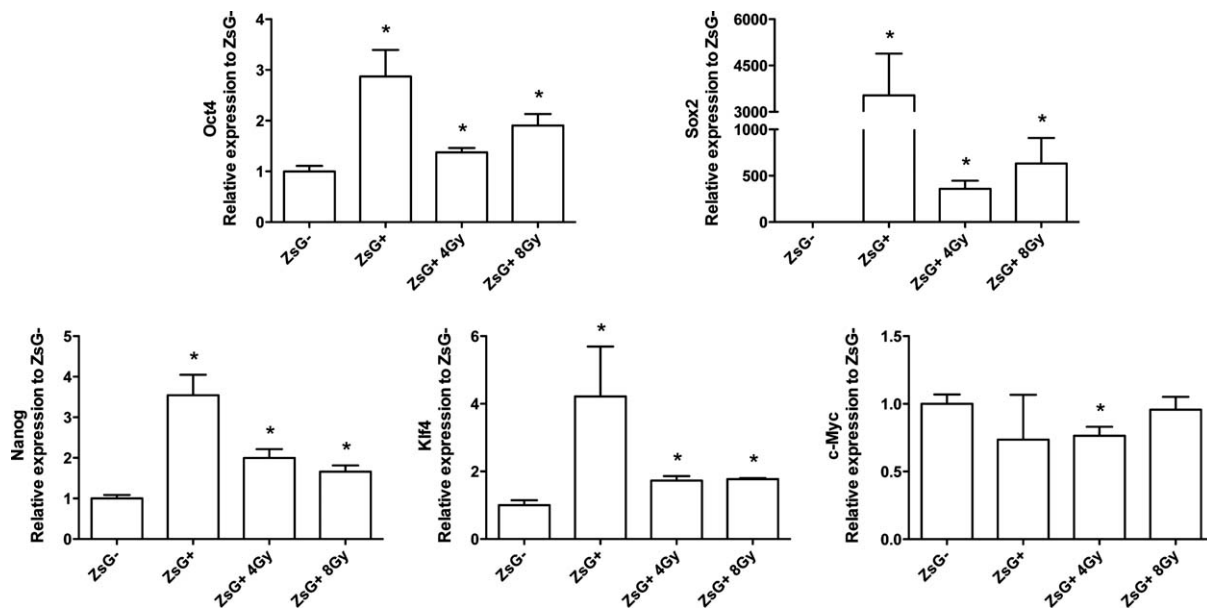 Oct4
Relative expression to ZsG-
4
3
2
1
0
*
*
*
ZsG-
ZsG+
ZsG+ 4Gy
ZsG+ 8Gy
Sox2
Relative expression to ZsG-
6000
4500
3000
1000
500
0
*
*
*
ZsG-
ZsG+
ZsG+ 4Gy
ZsG+ 8Gy
Nanog
Relative expression to ZsG-
5
4
3
2
1
0
*
*
*
ZsG-
ZsG+
ZsG+ 4Gy
ZsG+ 8Gy
Klf4
Relative expression to ZsG-
6
4
2
0
*
*
*
ZsG-
ZsG+
ZsG+ 4Gy
ZsG+ 8Gy
c-Myc
Relative expression to ZsG-
1.5
1.0
0.5
0.0
*
ZsG-
ZsG+
ZsG+ 4Gy
ZsG+ 8Gy